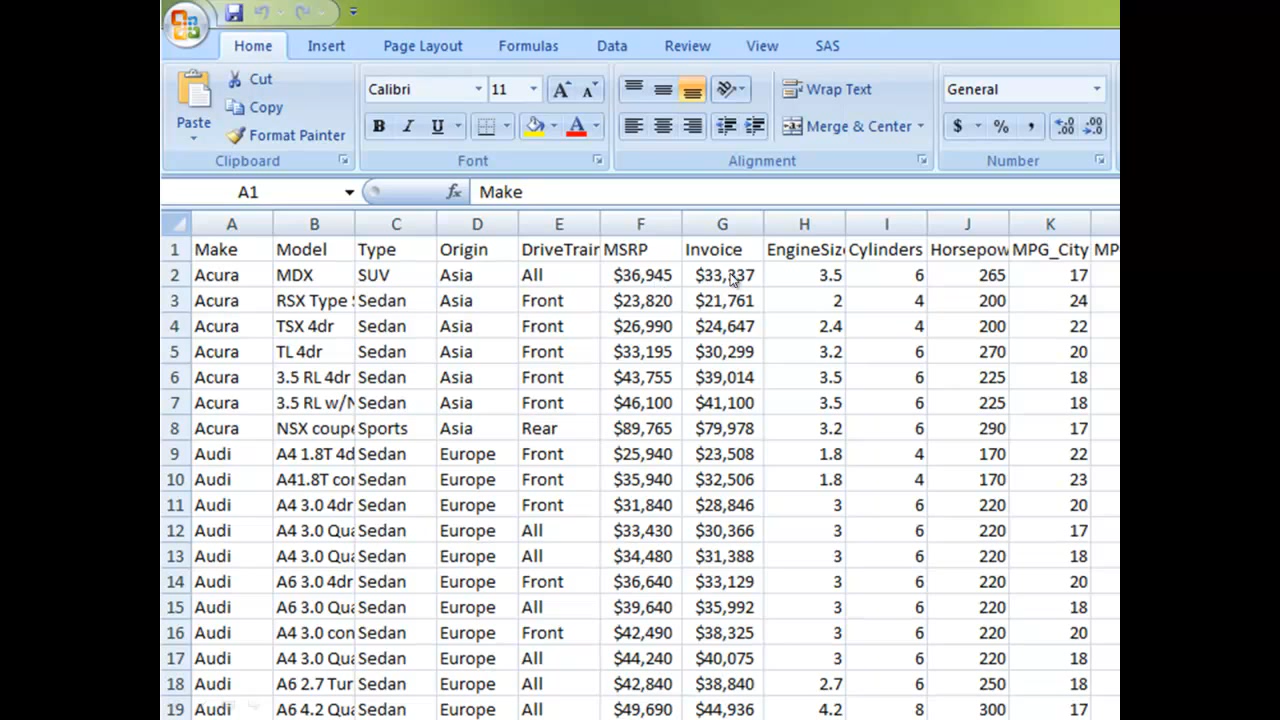 Home Insert Page Layout Formulas Data Review View SAS
Cut
Calibri 11 Wrap Text General
Copy
Paste Format Painter B I U A Merge & Center $ % ,
Clipboard Font Alignment Number
A1 fx Make
A B C D E F G H I J K
1 Make Model Type Origin DriveTrain MSRP Invoice EngineSize Cylinders Horsepow MPG_City MP
2 Acura MDX SUV Asia All $36,945 $33,337 3.5 6 265 17
3 Acura RSX Type S Sedan Asia Front $23,820 $21,761 2 4 200 24
4 Acura TSX 4dr Sedan Asia Front $26,990 $24,647 2.4 4 200 22
5 Acura TL 4dr Sedan Asia Front $33,195 $30,299 3.2 6 270 20
6 Acura 3.5 RL 4dr Sedan Asia Front $43,755 $39,014 3.5 6 225 18
7 Acura 3.5 RL w/N Sedan Asia Front $46,100 $41,100 3.5 6 225 18
8 Acura NSX coupe Sports Asia Rear $89,765 $79,978 3.2 6 290 17
9 Audi A4 1.8T 4d Sedan Europe Front $25,940 $23,508 1.8 4 170 22
10 Audi A41.8T con Sedan Europe Front $35,940 $32,506 1.8 4 170 23
11 Audi A4 3.0 4dr Sedan Europe Front $31,840 $28,846 3 6 220 20
12 Audi A4 3.0 Qua Sedan Europe All $33,430 $30,366 3 6 220 17
13 Audi A4 3.0 Qua Sedan Europe All $34,480 $31,388 3 6 220 18
14 Audi A6 3.0 4dr Sedan Europe Front $36,640 $33,129 3 6 220 20
15 Audi A6 3.0 Qua Sedan Europe All $39,640 $35,992 3 6 220 18
16 Audi A4 3.0 con Sedan Europe Front $42,490 $38,325 3 6 220 20
17 Audi A4 3.0 Qua Sedan Europe All $44,240 $40,075 3 6 220 18
18 Audi A6 2.7 Tur Sedan Europe All $42,840 $38,840 2.7 6 250 18
19 Audi A6 4.2 Qua Sedan Europe All $49,690 $44,936 4.2 8 300 17